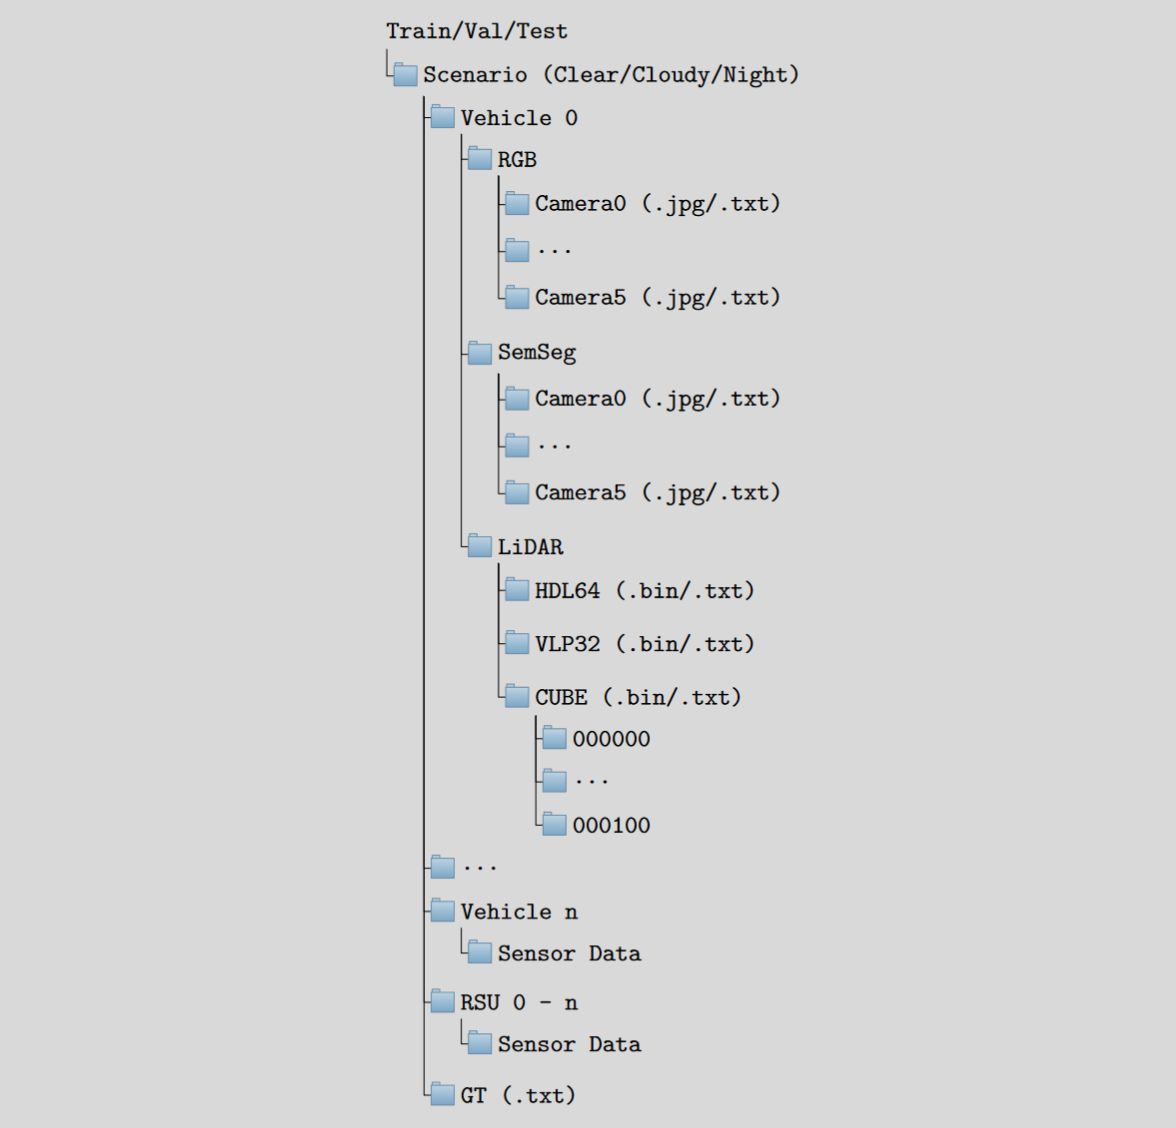 Train/Val/Test
Scenario (Clear/Cloudy/Night)
Vehicle 0
RGB
Camera0 (.jpg/.txt)
...
Camera5 (.jpg/.txt)
SemSeg
Camera0 (.jpg/.txt)
...
Camera5 (.jpg/.txt)
LiDAR
HDL64 (.bin/.txt)
VLP32 (.bin/.txt)
CUBE (.bin/.txt)
000000
...
000100
...
Vehicle n
Sensor Data
RSU 0 - n
Sensor Data
GT (.txt)